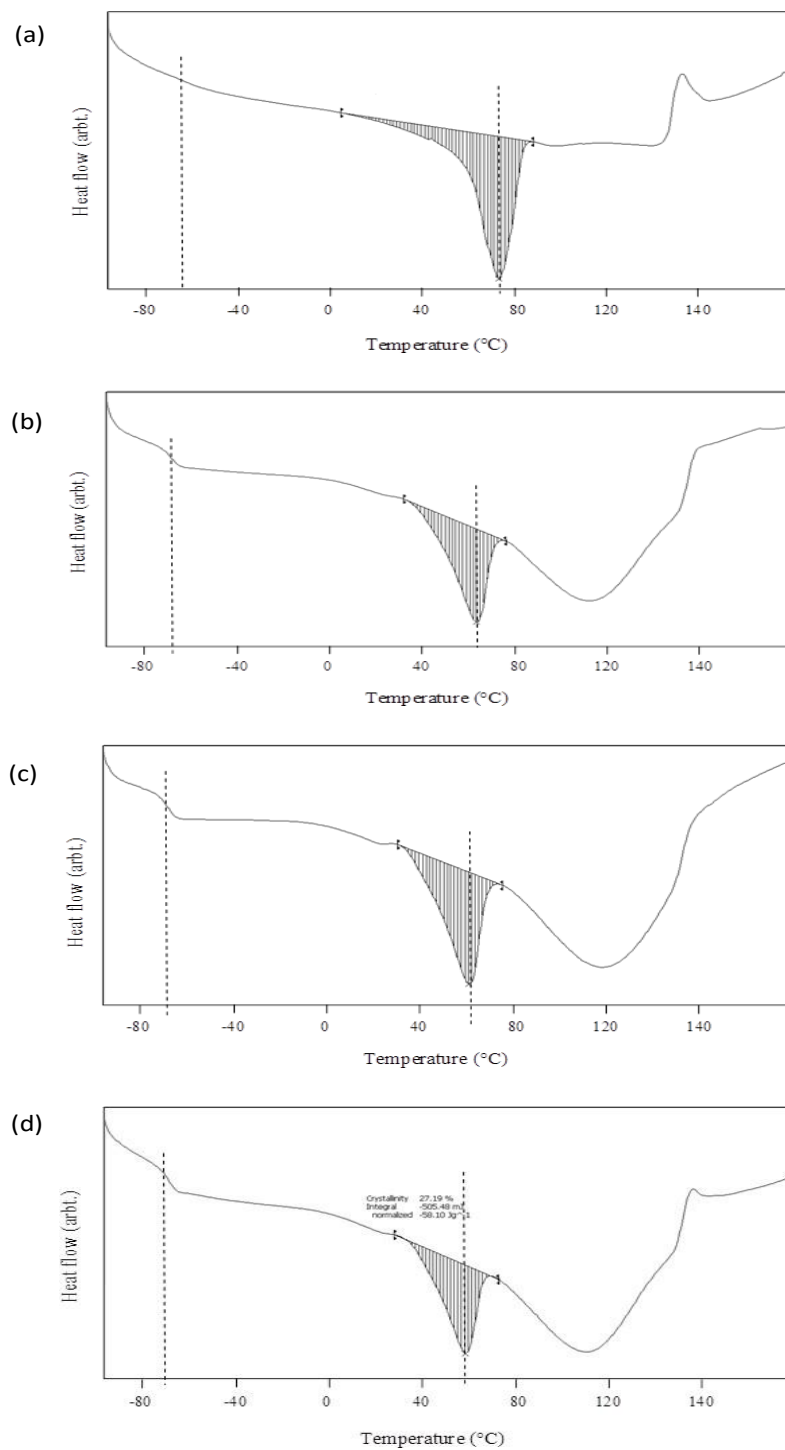 (a)
Heat flow (arbt.)
-80 -40 0 40 80 120 140
Temperature (°C)
(b)
Heat flow (arbt.)
-80 -40 0 40 80 120 140
Temperature (°C)
(c)
Heat flow (arbt.)
-80 -40 0 40 80 120 140
Temperature (°C)
(d)
Heat flow (arbt.)
Crystallinity 27.19 %
Integral -505.48 mJ
normalized -58.10 Jg^-1
-80 -40 0 40 80 120 140
Temperature (°C)